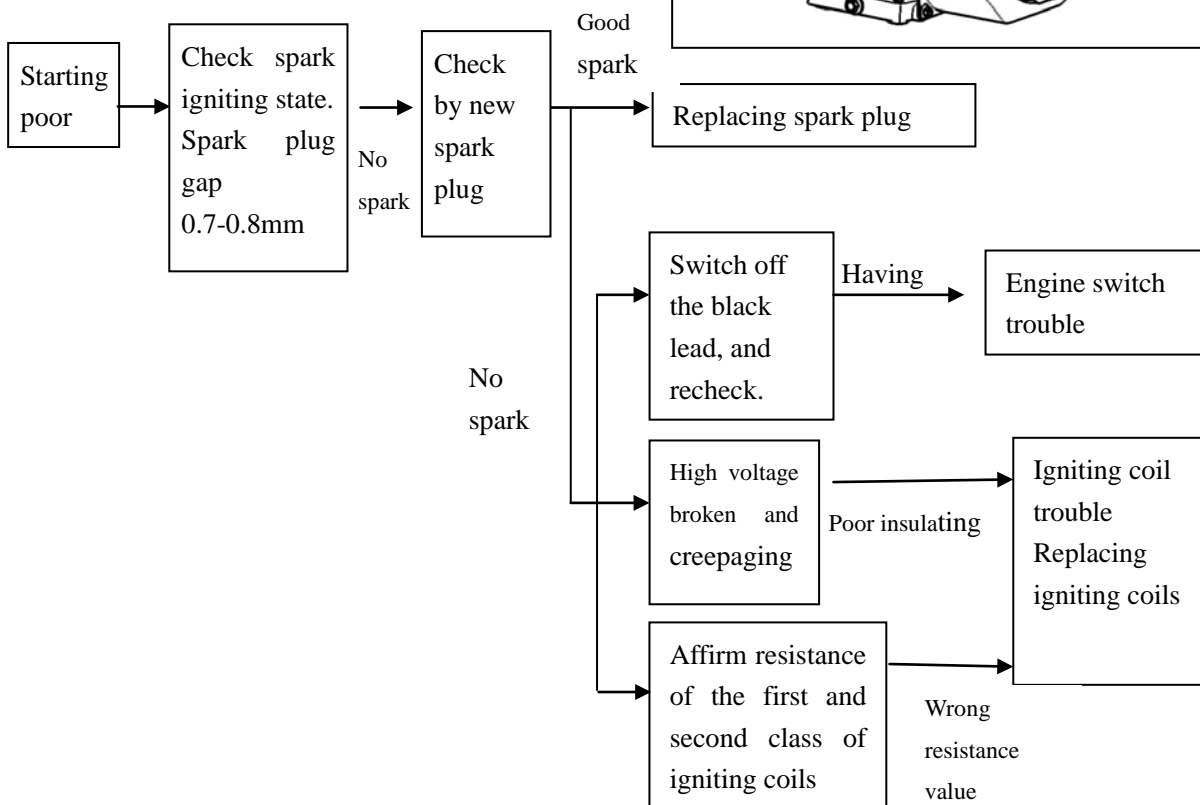 Starting
poor
Check spark
igniting state.
Spark plug
gap
0.7-0.8mm
No
spark
Check
by new
spark
plug
Good
spark
Replacing spark plug
No
spark
Switch off
the black
lead, and
recheck.
Having
Engine switch
trouble
High voltage
broken and
creepaging
Poor insulating
Igniting coil
trouble
Replacing
igniting coils
Affirm resistance
of the first and
second class of
igniting coils
Wrong
resistance
value